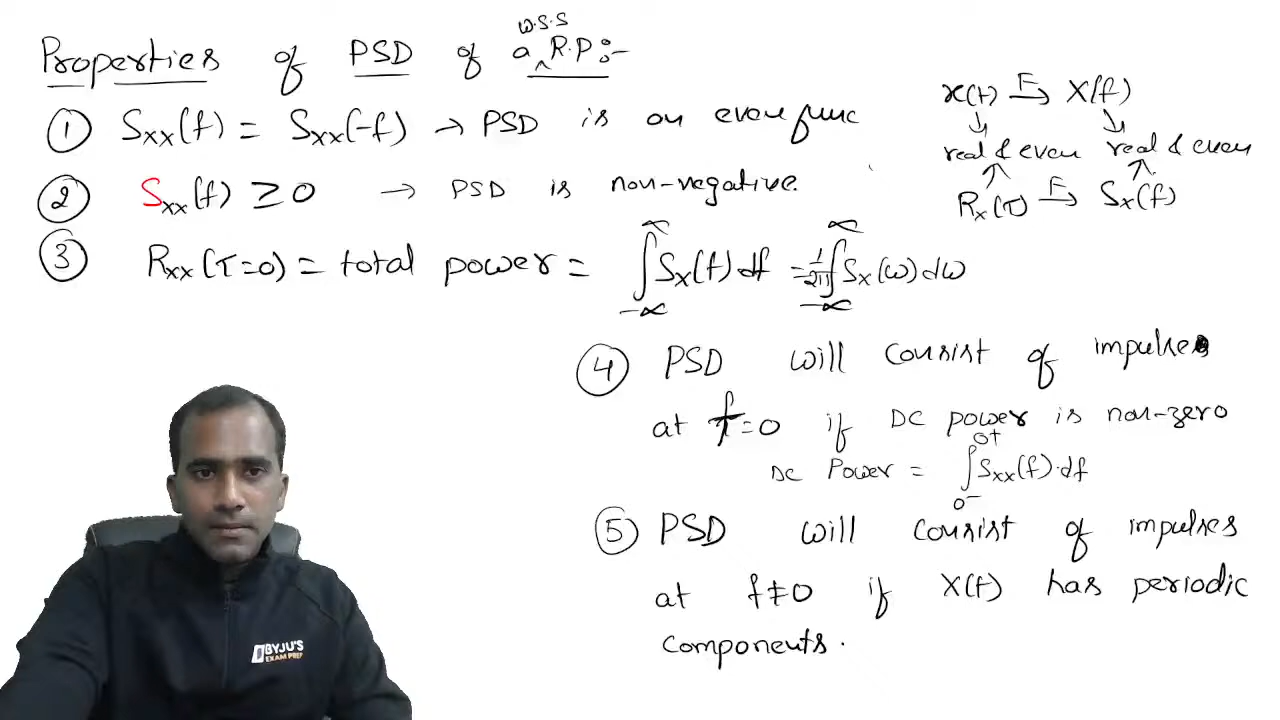 Properties of PSD of a W.S.S R.P:-
① Sxx(f) = Sxx(-f) → PSD is an even func
② Sxx(f) ≥ 0 → PSD is non-negative.
③ Rxx(τ=0) = total power = ∫_{-∞}^{∞} Sx(f) df = 1/2π ∫_{-∞}^{∞} Sx(ω) dω
x(t) F→ X(f)
↓ ↓
real & even real & even
↑ ↑
Rx(τ) F→ Sx(f)
④ PSD will consist of impulses
at f=0 if DC power is non-zero
DC Power = ∫_{0-}^{0+} Sxx(f)·df
⑤ PSD will consist of impulses
at f≠0 if X(t) has periodic
components.
BYJU'S
EXAM PREP